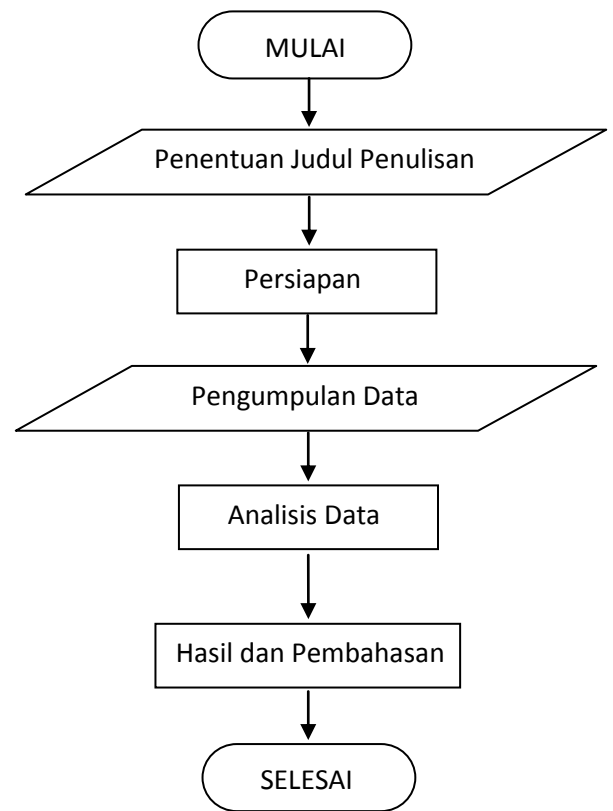 MULAI
Penentuan Judul Penulisan
Persiapan
Pengumpulan Data
Analisis Data
Hasil dan Pembahasan
SELESAI